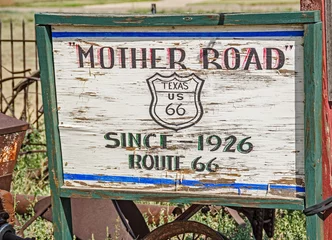 "MOTHER ROAD"
TEXAS
US
66
SINCE 1926
ROUTE 66